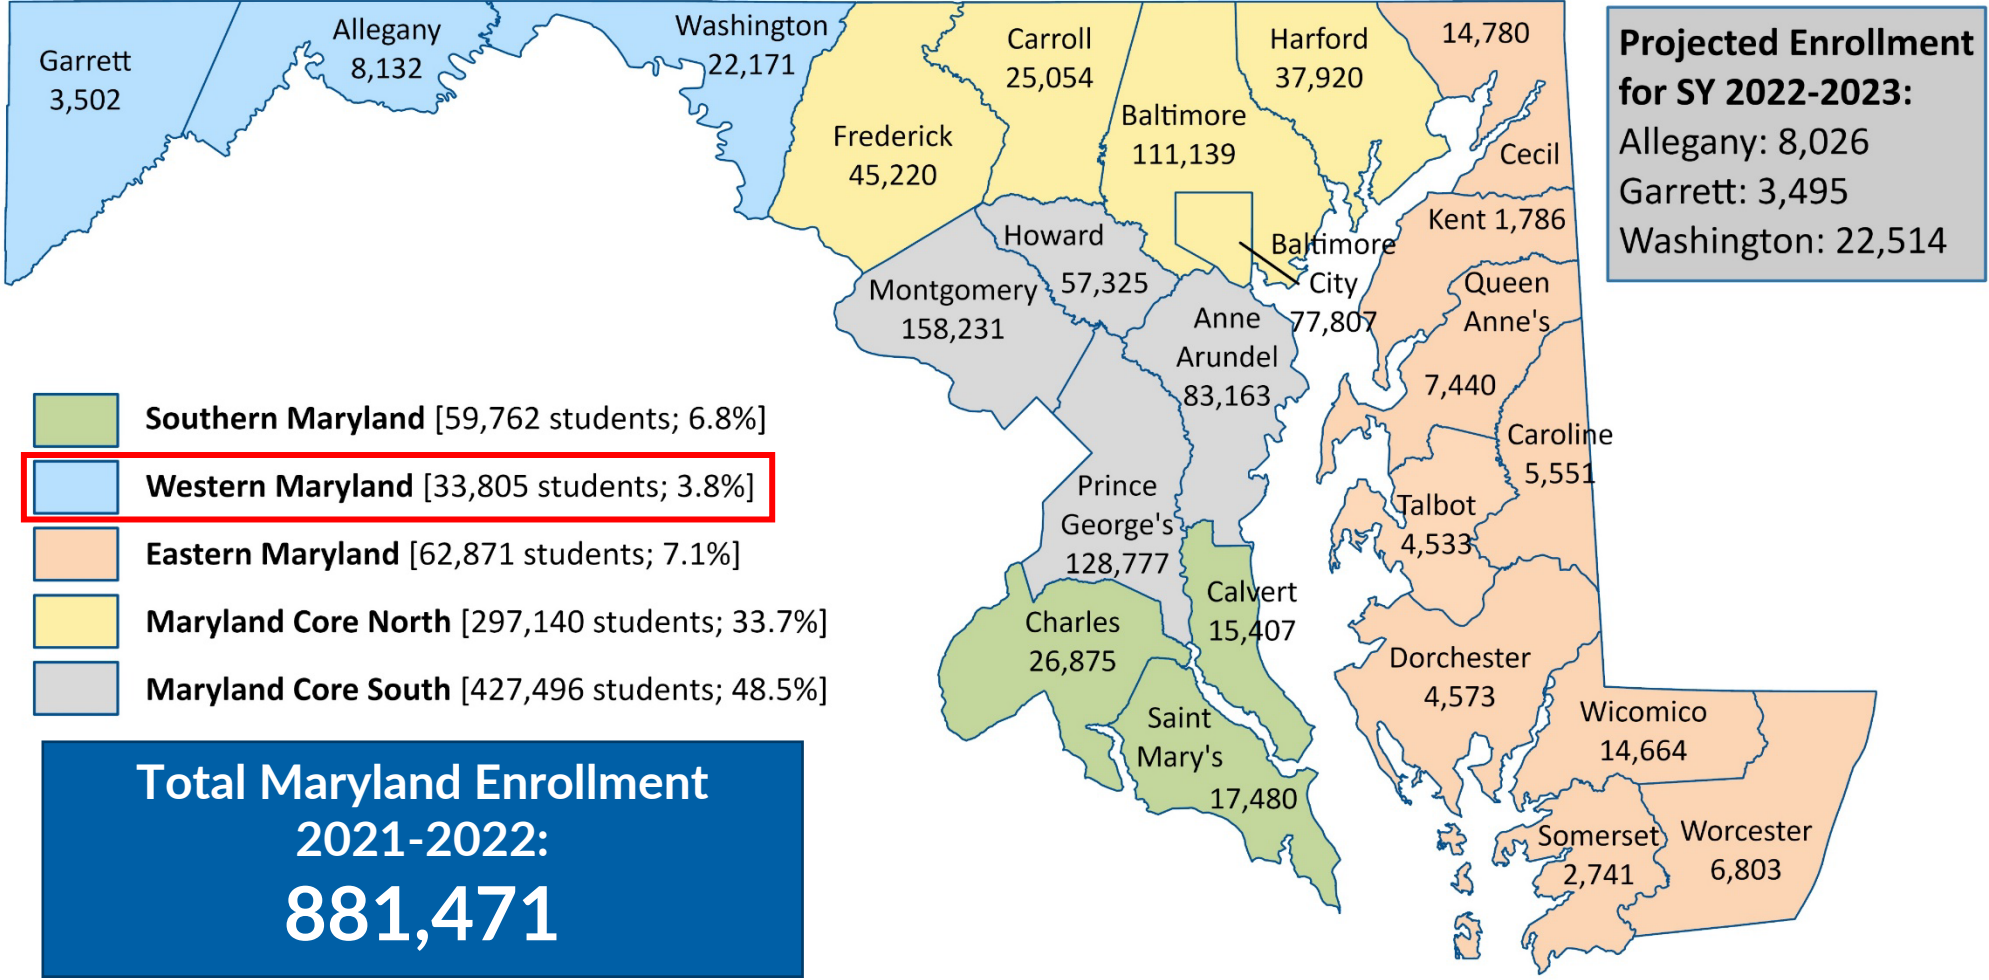 Garrett
3,502
Allegany
8,132
Washington
22,171
Frederick
45,220
Carroll
25,054
Baltimore
111,139
Harford
37,920
14,780
Cecil
Kent 1,786
Queen
Anne's
7,440
Howard
57,325
Montgomery
158,231
Anne
Arundel
83,163
Baltimore
City
77,807
Caroline
5,551
Talbot
4,533
Prince
George's
128,777
Calvert
15,407
Charles
26,875
Saint
Mary's
17,480
Dorchester
4,573
Wicomico
14,664
Somerset
2,741
Worcester
6,803
Projected Enrollment
for SY 2022-2023:
Allegany: 8,026
Garrett: 3,495
Washington: 22,514
Southern Maryland [59,762 students; 6.8%]
Western Maryland [33,805 students; 3.8%]
Eastern Maryland [62,871 students; 7.1%]
Maryland Core North [297,140 students; 33.7%]
Maryland Core South [427,496 students; 48.5%]
Total Maryland Enrollment
2021-2022:
881,471